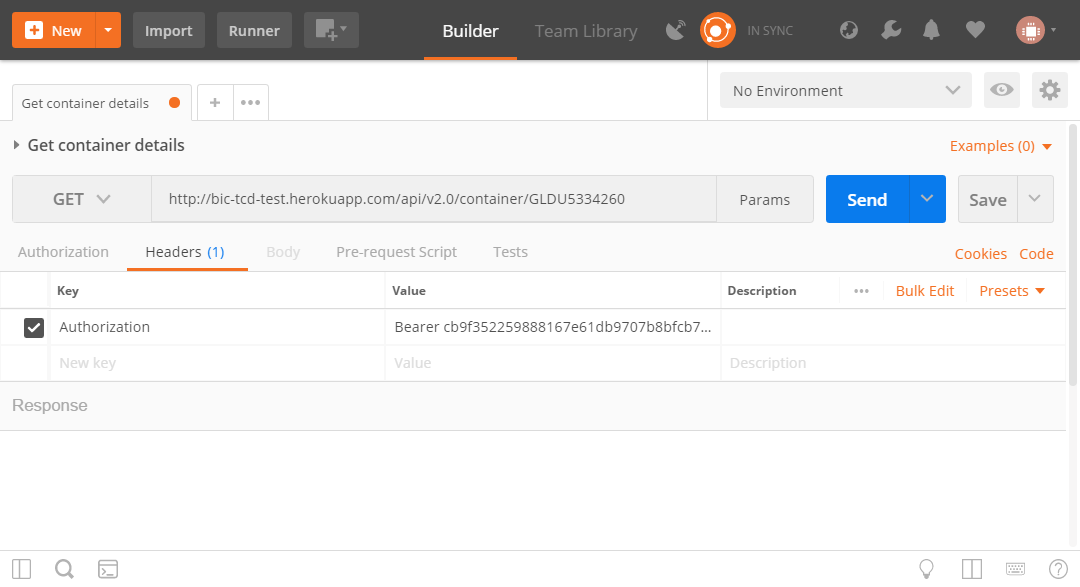 New Import Runner Builder Team Library IN SYNC
Get container details No Environment
Get container details Examples (0)
GET http://bic-tcd-test.herokuapp.com/api/v2.0/container/GLDU5334260 Params Send Save
Authorization Headers (1) Body Pre-request Script Tests Cookies Code
Key Value Description Bulk Edit Presets
Authorization Bearer cb9f352259888167e61db9707b8bfcb7...
New key Value Description
Response